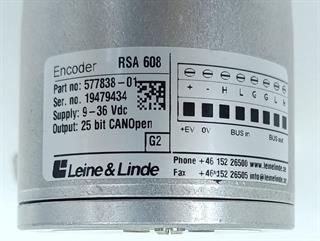 Encoder RSA 608
Part no: 577838-01
Ser. no: 19479434
Supply: 9-36 Vdc
Output: 25 bit CANOpen
G2
+ - H L G G L H
+EV 0V BUS in BUS out
Leine & Linde
Phone +46 152 26500 www.leinelinde.com
Fax +46 152 26505 info@leinelinde.se